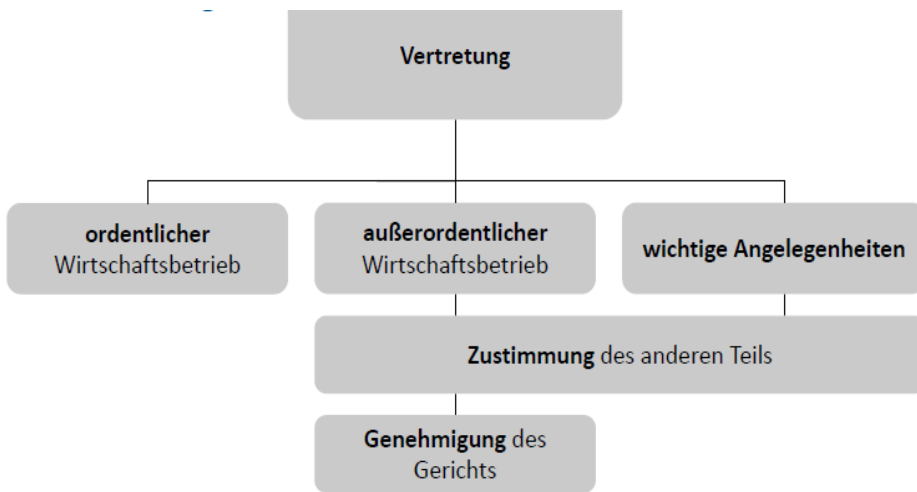 Vertretung
ordentlicher
Wirtschaftsbetrieb
außerordentlicher
Wirtschaftsbetrieb
wichtige Angelegenheiten
Zustimmung des anderen Teils
Genehmigung des
Gerichts